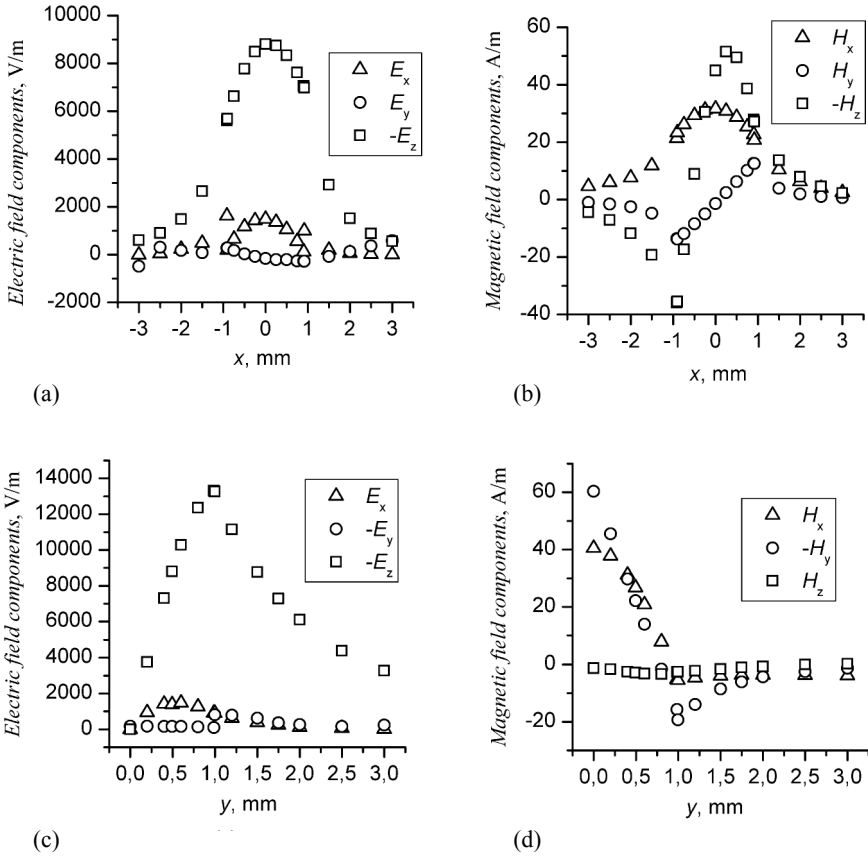 Electric field components, V/m
10000
8000
6000
4000
2000
0
-2000
E_x
E_y
-E_z
-3 -2 -1 0 1 2 3
x, mm
(a)
Magnetic field components, A/m
60
40
20
0
-20
-40
H_x
H_y
-H_z
-3 -2 -1 0 1 2 3
x, mm
(b)
Electric field components, V/m
14000
12000
10000
8000
6000
4000
2000
0
E_x
-E_y
-E_z
0,0 0,5 1,0 1,5 2,0 2,5 3,0
y, mm
(c)
Magnetic field components, A/m
60
40
20
0
-20
H_x
-H_y
H_z
0,0 0,5 1,0 1,5 2,0 2,5 3,0
y, mm
(d)